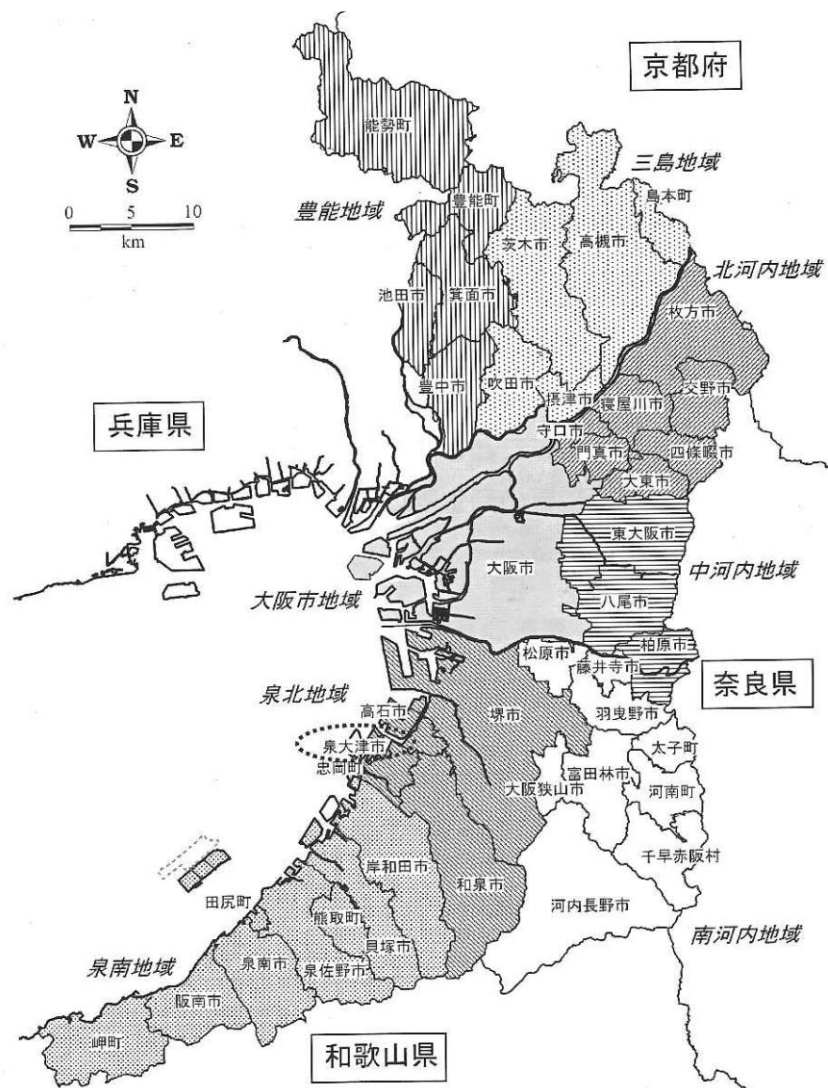 京都府
N
W E
S
0 5 10
km
能勢町
三島地域
島本町
豊能町
豊能地域
茨木市
高槻市
北河内地域
池田市
箕面市
枚方市
豊中市
吹田市
摂津市
寝屋川市
交野市
兵庫県
守口市
門真市
四條畷市
大東市
東大阪市
大阪市
中河内地域
大阪市地域
八尾市
松原市
柏原市
藤井寺市
奈良県
泉北地域
高石市
堺市
羽曳野市
泉大津市
太子町
忠岡町
富田林市
大阪狭山市
河南町
千早赤阪村
岸和田市
和泉市
田尻町
熊取町
河内長野市
貝塚市
南河内地域
泉南地域
泉南市
泉佐野市
阪南市
岬町
和歌山県